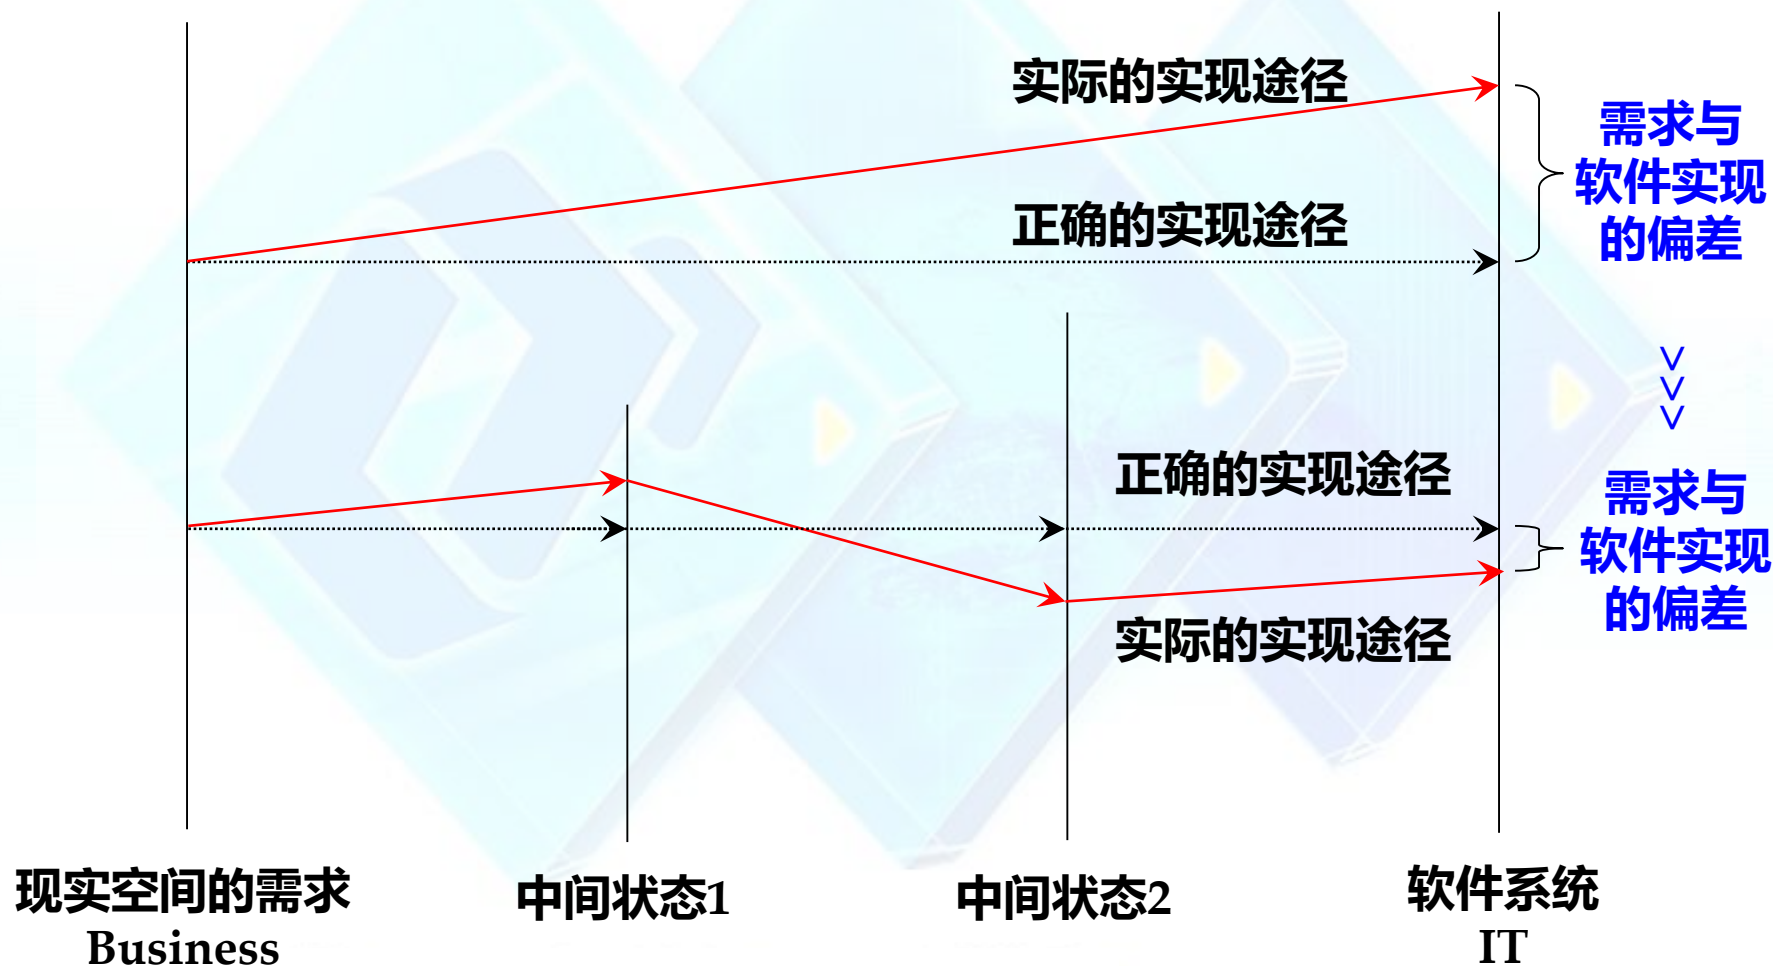 实际的实现途径
需求与
软件实现
的偏差
正确的实现途径
>>>
正确的实现途径
需求与
软件实现
的偏差
实际的实现途径
现实空间的需求
Business
中间状态1
中间状态2
软件系统
IT